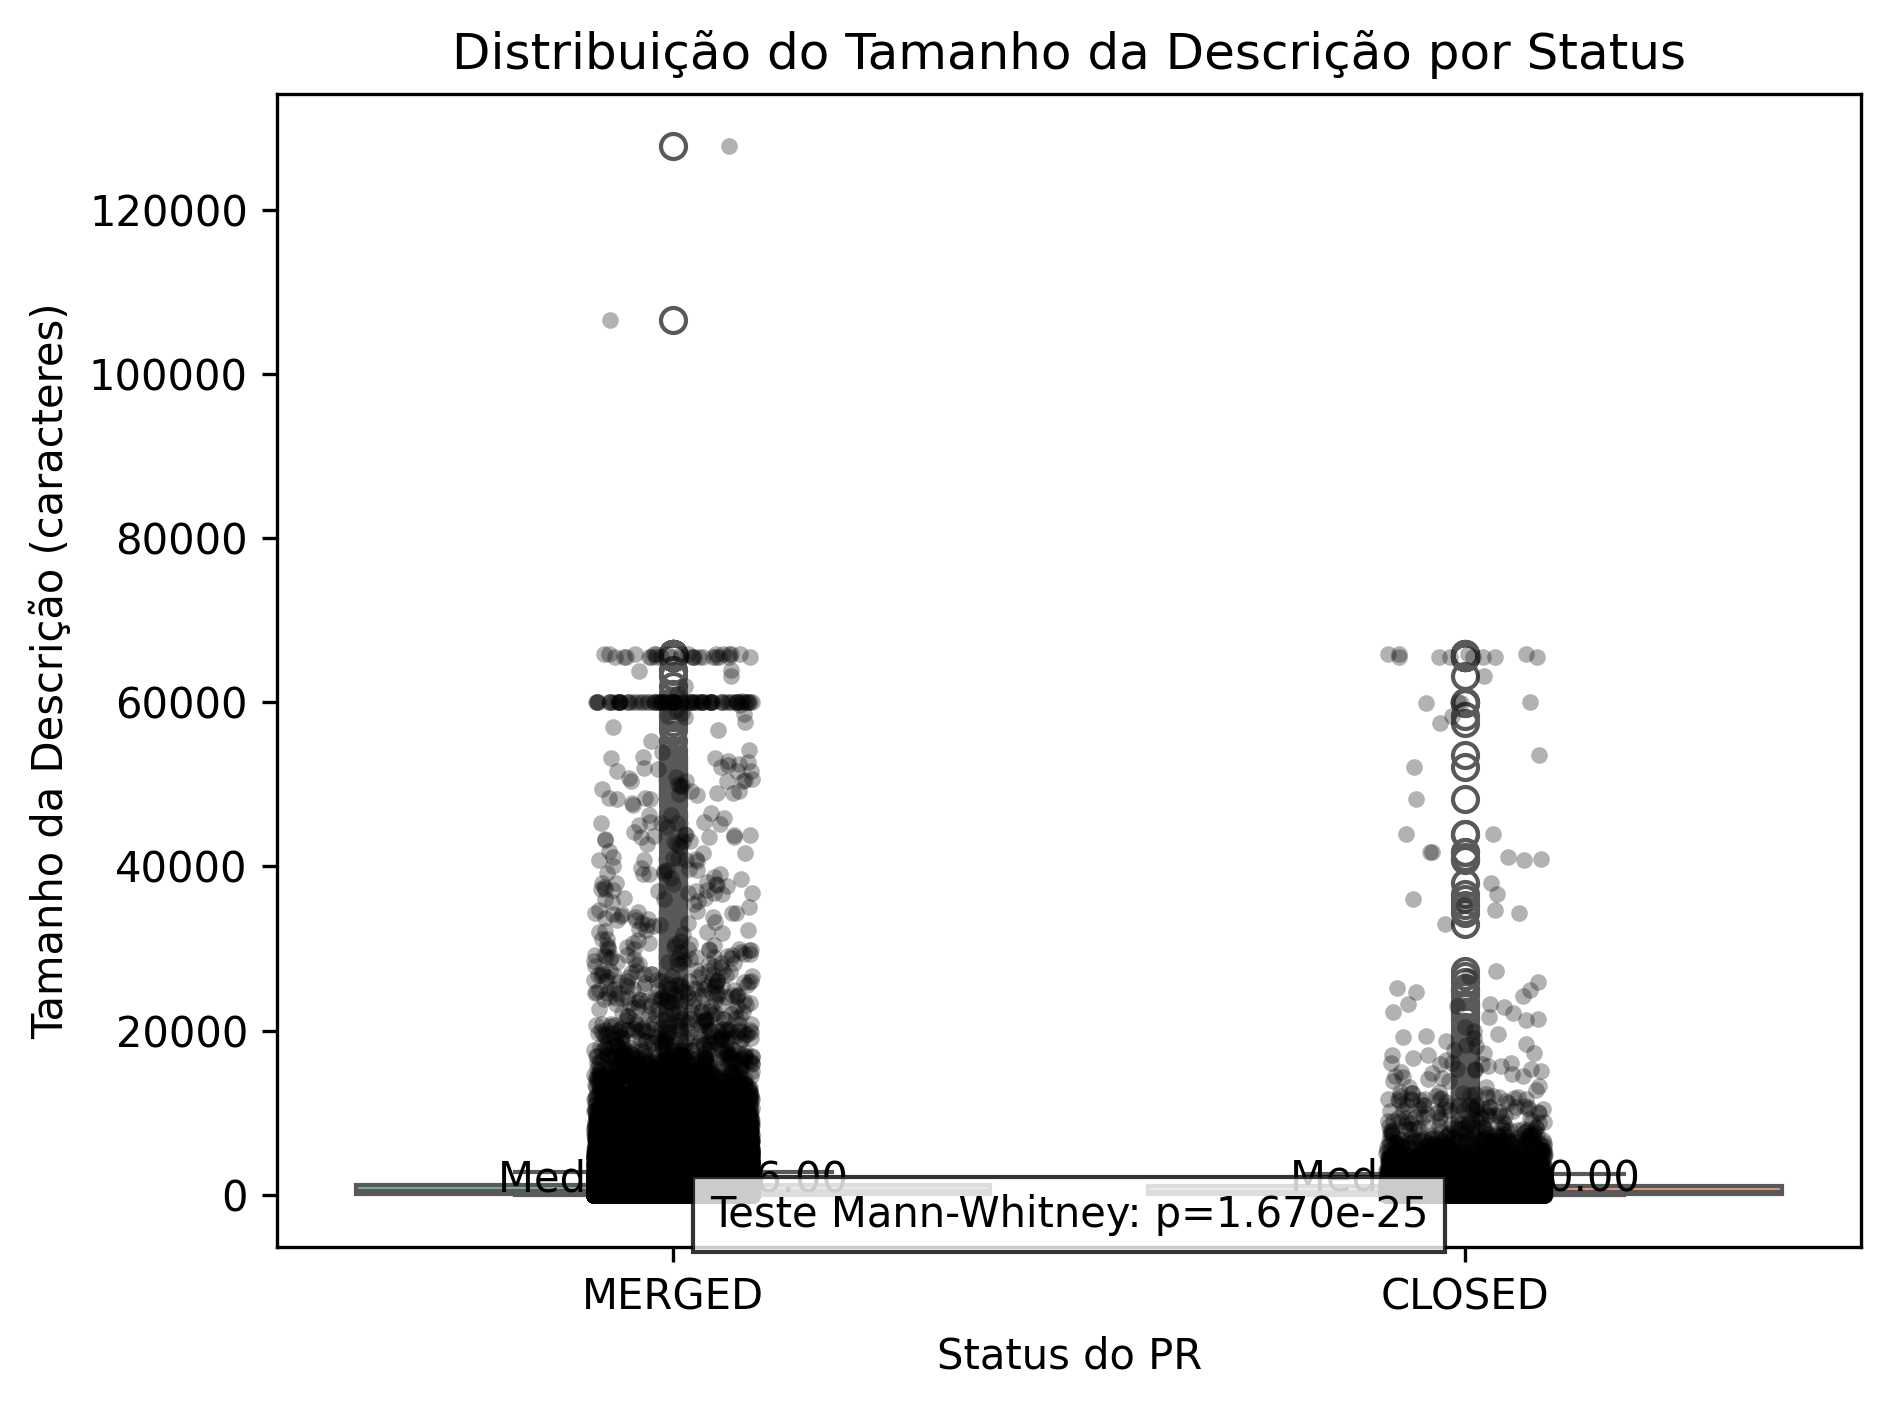 Distribuição do Tamanho da Descrição por Status
Tamanho da Descrição (caracteres)
120000
100000
80000
60000
40000
20000
0
Teste Mann-Whitney: p=1.670e-25
MERGED
CLOSED
Status do PR